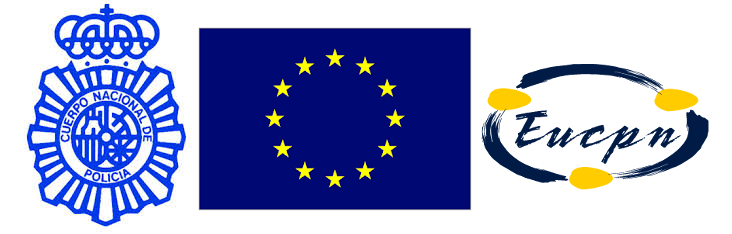 CUERPO NACIONAL DE
POLICIA
Eucpn